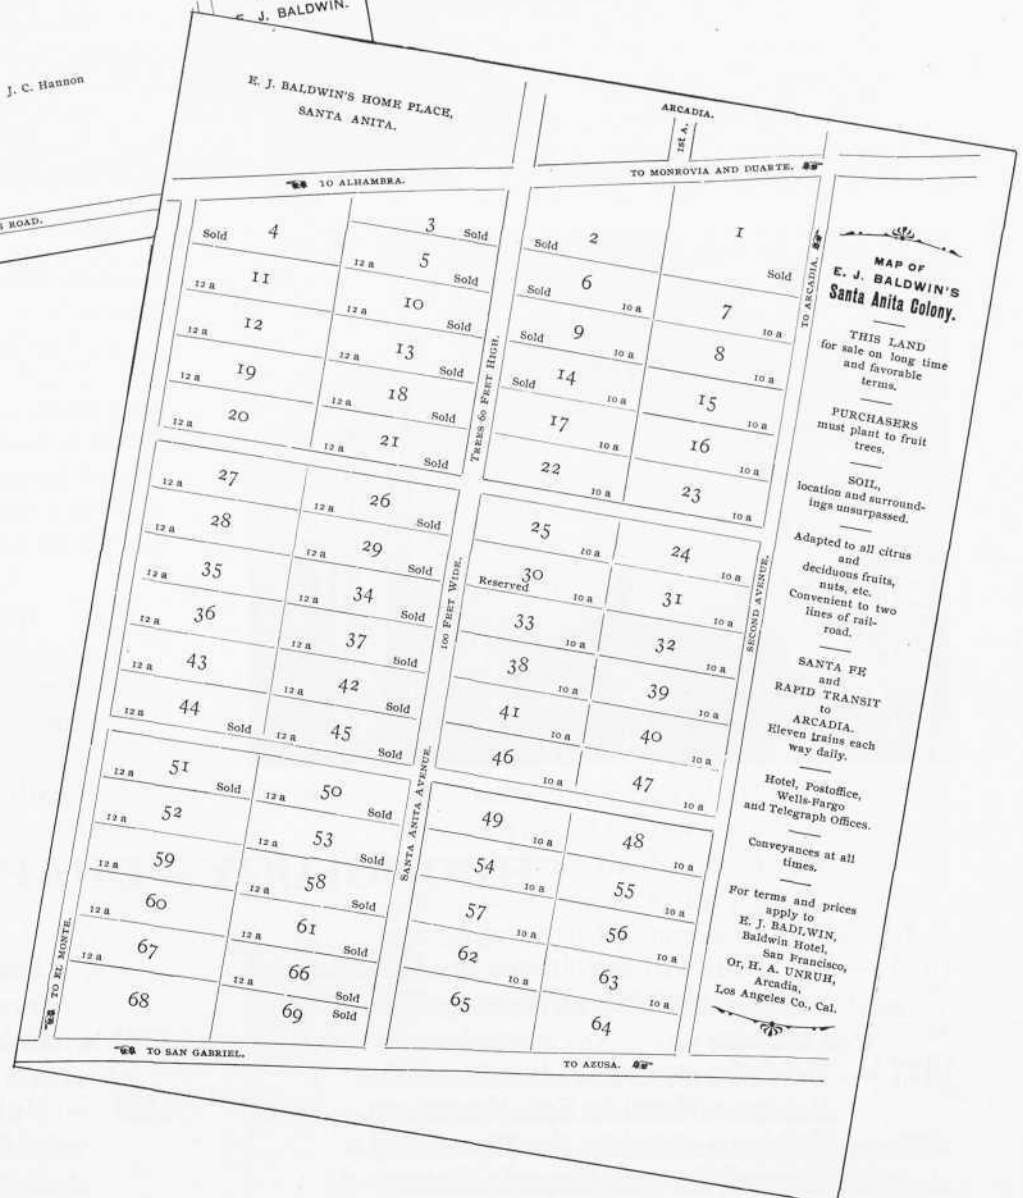 E. J. BALDWIN.
J. C. Hannon
ROAD.
E. J. BALDWIN'S HOME PLACE,
SANTA ANITA.
ARCADIA.
1st A.
TO ALHAMBRA.
TO MONROVIA AND DUARTE.
TO ARCADIA.
Sold 4
3 Sold
Sold 2
1 Sold
11 12 a
12 a 5 Sold
Sold 6 10 a
7 10 a
12 12 a
10 Sold
Sold 9 10 a
8 10 a
19 12 a
12 a 13 Sold
Sold 14 10 a
15 10 a
20 12 a
12 a 18 Sold
17 10 a
16 10 a
12 a 21 Sold
22 10 a
23 10 a
TREES 60 FEET HIGH.
27 12 a
12 a 26 Sold
25 10 a
24 10 a
28 12 a
12 a 29 Sold
30 Reserved 10 a
31 10 a
35 12 a
12 a 34 Sold
33 10 a
32 10 a
36 12 a
37 Sold
38 10 a
39 10 a
43 12 a
12 a 42 Sold
41 10 a
40 10 a
44 12 a Sold
12 a 45 Sold
46 10 a
47 10 a
100 FEET WIDE.
SECOND AVENUE.
51 12 a Sold
12 a 50 Sold
49 10 a
48 10 a
52
12 a 53 Sold
54 10 a
55 10 a
59 12 a
12 a 58 Sold
57 10 a
56 10 a
60 12 a
12 a 61 Sold
62 10 a
63 10 a
67 12 a
12 a 66 Sold
65
64
68
69 Sold
SANTA ANITA AVENUE.
TO EL MONTE.
TO SAN GABRIEL.
TO AZUSA.
MAP OF
E. J. BALDWIN'S
Santa Anita Colony.
THIS LAND
for sale on long time
and favorable
terms.
PURCHASERS
must plant to fruit
trees.
SOIL,
location and surround-
ings unsurpassed.
Adapted to all citrus
and
deciduous fruits,
nuts, etc.
Convenient to two
lines of rail-
road.
SANTA FE
and
RAPID TRANSIT
to
ARCADIA.
Eleven trains each
way daily.
Hotel, Postoffice,
Wells-Fargo
and Telegraph Offices.
Conveyances at all
times.
For terms and prices
apply to
E. J. BADLWIN,
Baldwin Hotel,
San Francisco,
Or, H. A. UNRUH,
Arcadia,
Los Angeles Co., Cal.